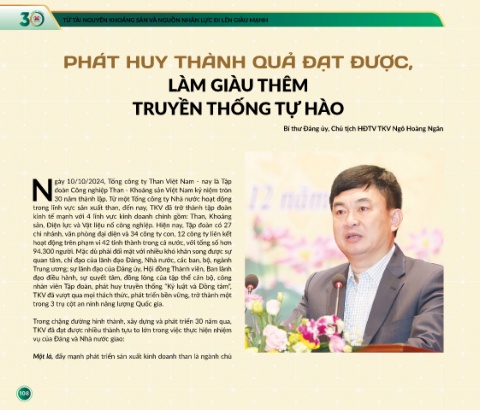 30 TỪ TÀI NGUYÊN KHOÁNG SẢN VÀ NGUỒN NHÂN LỰC ĐI LÊN GIÀU MẠNH
PHÁT HUY THÀNH QUẢ ĐẠT ĐƯỢC,
LÀM GIÀU THÊM
TRUYỀN THỐNG TỰ HÀO
Bí thư Đảng ủy, Chủ tịch HĐTV TKV Ngô Hoàng Ngân
Ngày 10/10/2024, Tổng công ty Than Việt Nam - nay là Tập
đoàn Công nghiệp Than - Khoáng sản Việt Nam kỷ niệm tròn
30 năm thành lập. Từ một Tổng công ty Nhà nước hoạt động
trong lĩnh vực sản xuất than, đến nay, TKV đã trở thành tập đoàn
kinh tế mạnh với 4 lĩnh vực kinh doanh chính gồm: Than, Khoáng
sản, Điện lực và Vật liệu nổ công nghiệp. Hiện nay, Tập đoàn có 27
chi nhánh, văn phòng đại diện và 34 công ty con, 12 công ty liên kết
hoạt động trên phạm vi 42 tỉnh thành trong cả nước, với tổng số hơn
94.300 người. Mặc dù phải đối mặt với nhiều khó khăn song được sự
quan tâm, chỉ đạo của lãnh đạo Đảng, Nhà nước, các ban, bộ, ngành
Trung ương; sự lãnh đạo của Đảng ủy, Hội đồng Thành viên, Ban lãnh
đạo điều hành, sự quyết tâm, đồng lòng của tập thể cán bộ, công
nhân viên Tập đoàn, phát huy truyền thống "Kỷ luật và Đồng tâm",
TKV đã vượt qua mọi thách thức, phát triển bền vững, trở thành một
trong 3 trụ cột an ninh năng lượng Quốc gia.
Trong chặng đường hình thành, xây dựng và phát triển 30 năm qua,
TKV đã đạt được nhiều thành tựu to lớn trong việc thực hiện nhiệm
vụ của Đảng và Nhà nước giao:
Một là, đẩy mạnh phát triển sản xuất kinh doanh than là ngành chủ
12 năm
108